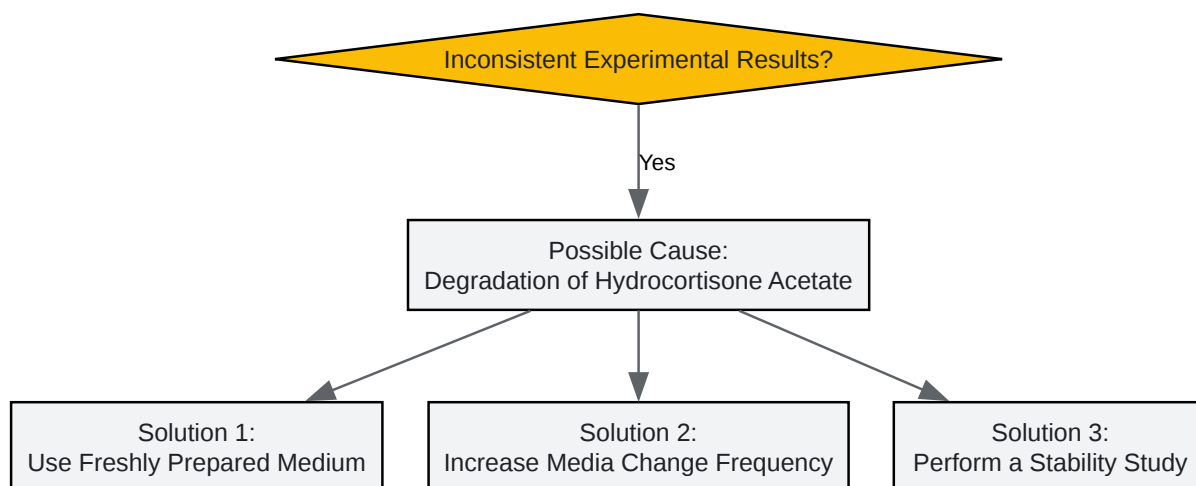 Inconsistent Experimental Results?
Yes
Possible Cause:
Degradation of Hydrocortisone Acetate
Solution 1:
Use Freshly Prepared Medium
Solution 2:
Increase Media Change Frequency
Solution 3:
Perform a Stability Study